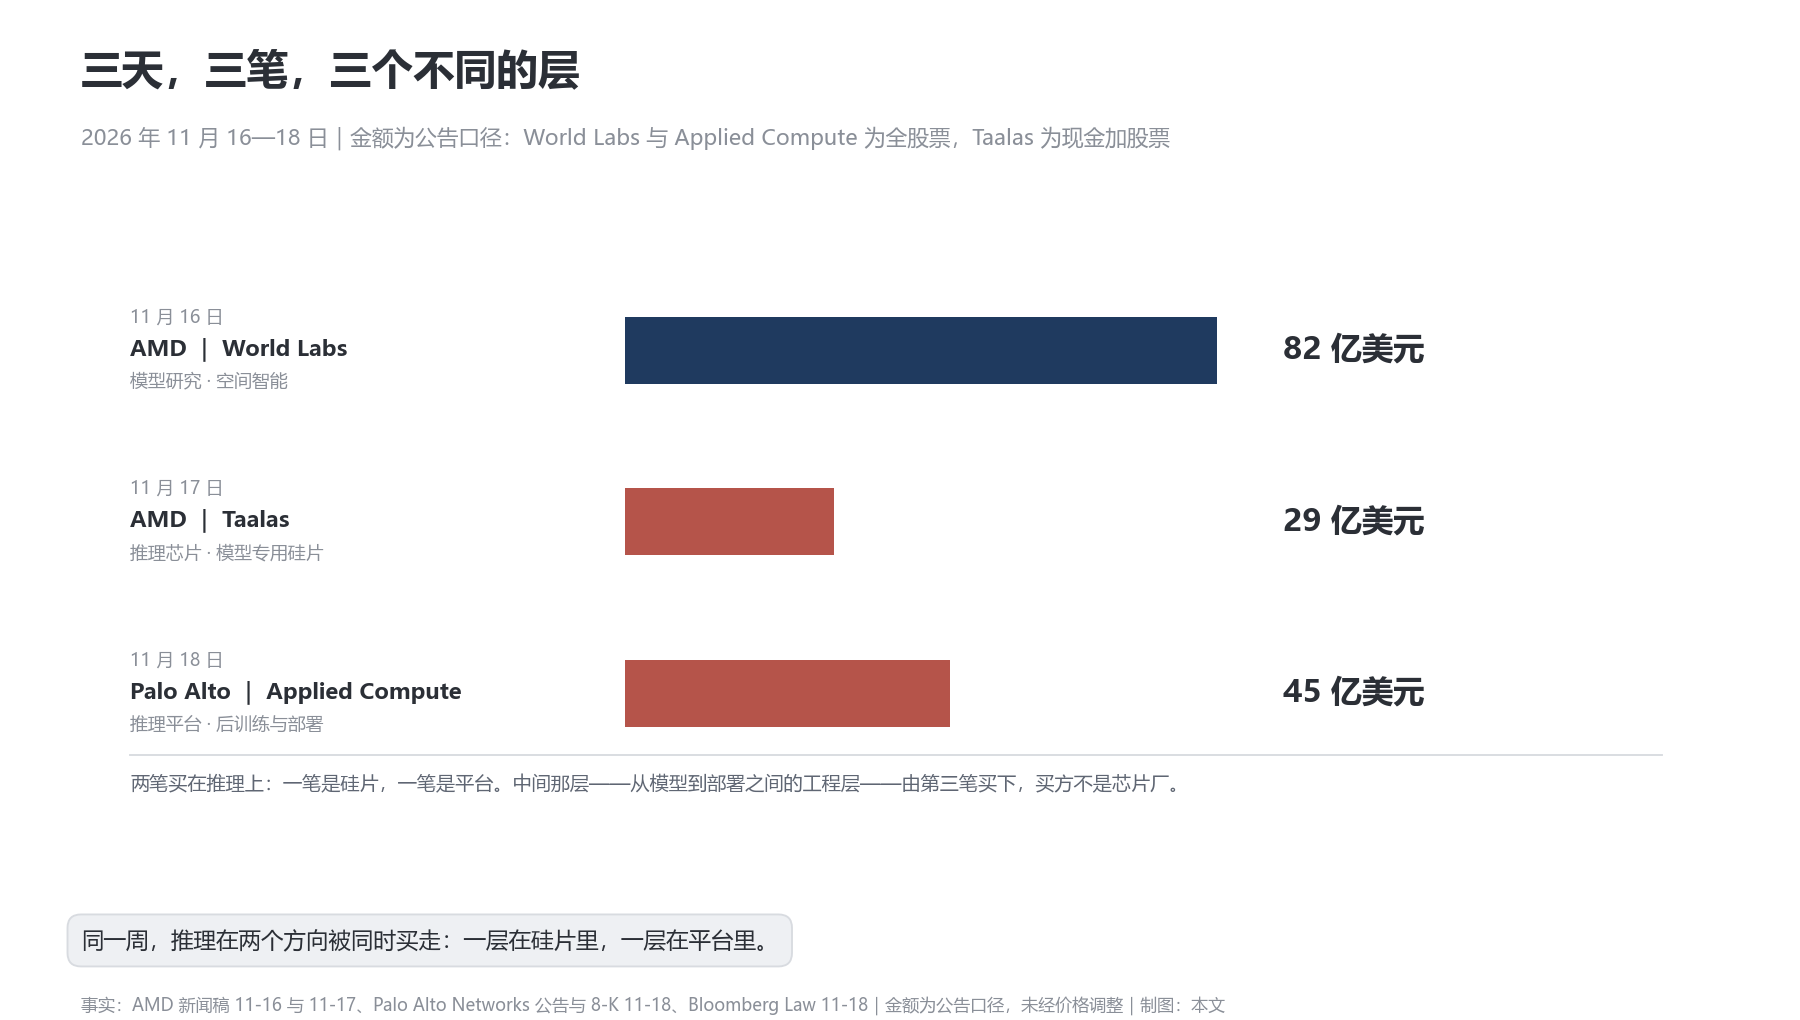 三天，三笔，三个不同的层
2026 年 11 月 16—18 日 | 金额为公告口径：World Labs 与 Applied Compute 为全股票，Taalas 为现金加股票
11 月 16 日
AMD | World Labs
模型研究 · 空间智能
82 亿美元
11 月 17 日
AMD | Taalas
推理芯片 · 模型专用硅片
29 亿美元
11 月 18 日
Palo Alto | Applied Compute
推理平台 · 后训练与部署
45 亿美元
两笔买在推理上：一笔是硅片，一笔是平台。中间那层——从模型到部署之间的工程层——由第三笔买下，买方不是芯片厂。
同一周，推理在两个方向被同时买走：一层在硅片里，一层在平台里。
事实：AMD 新闻稿 11-16 与 11-17、Palo Alto Networks 公告与 8-K 11-18、Bloomberg Law 11-18 | 金额为公告口径，未经价格调整 | 制图：本文